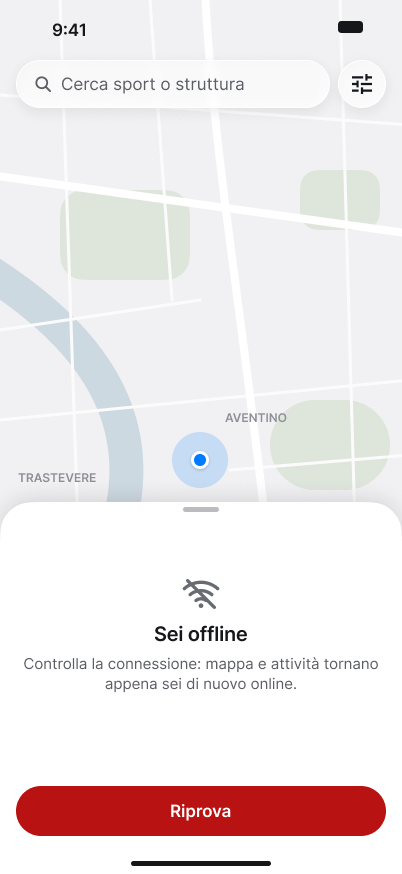 9:41
Cerca sport o struttura
AVENTINO
TRASTEVERE
Sei offline
Controlla la connessione: mappa e attività tornano
appena sei di nuovo online.
Riprova